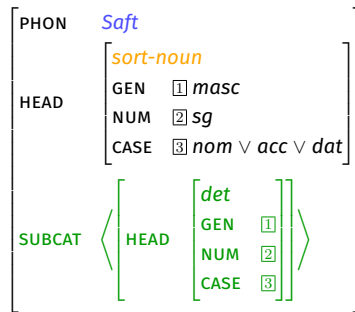 PHON Saft
sort-noun
GEN 1 masc
HEAD NUM 2 sg
CASE 3 nom ∨ acc ∨ dat
det
GEN 1
SUBCAT ⟨ HEAD NUM 2 ⟩
CASE 3